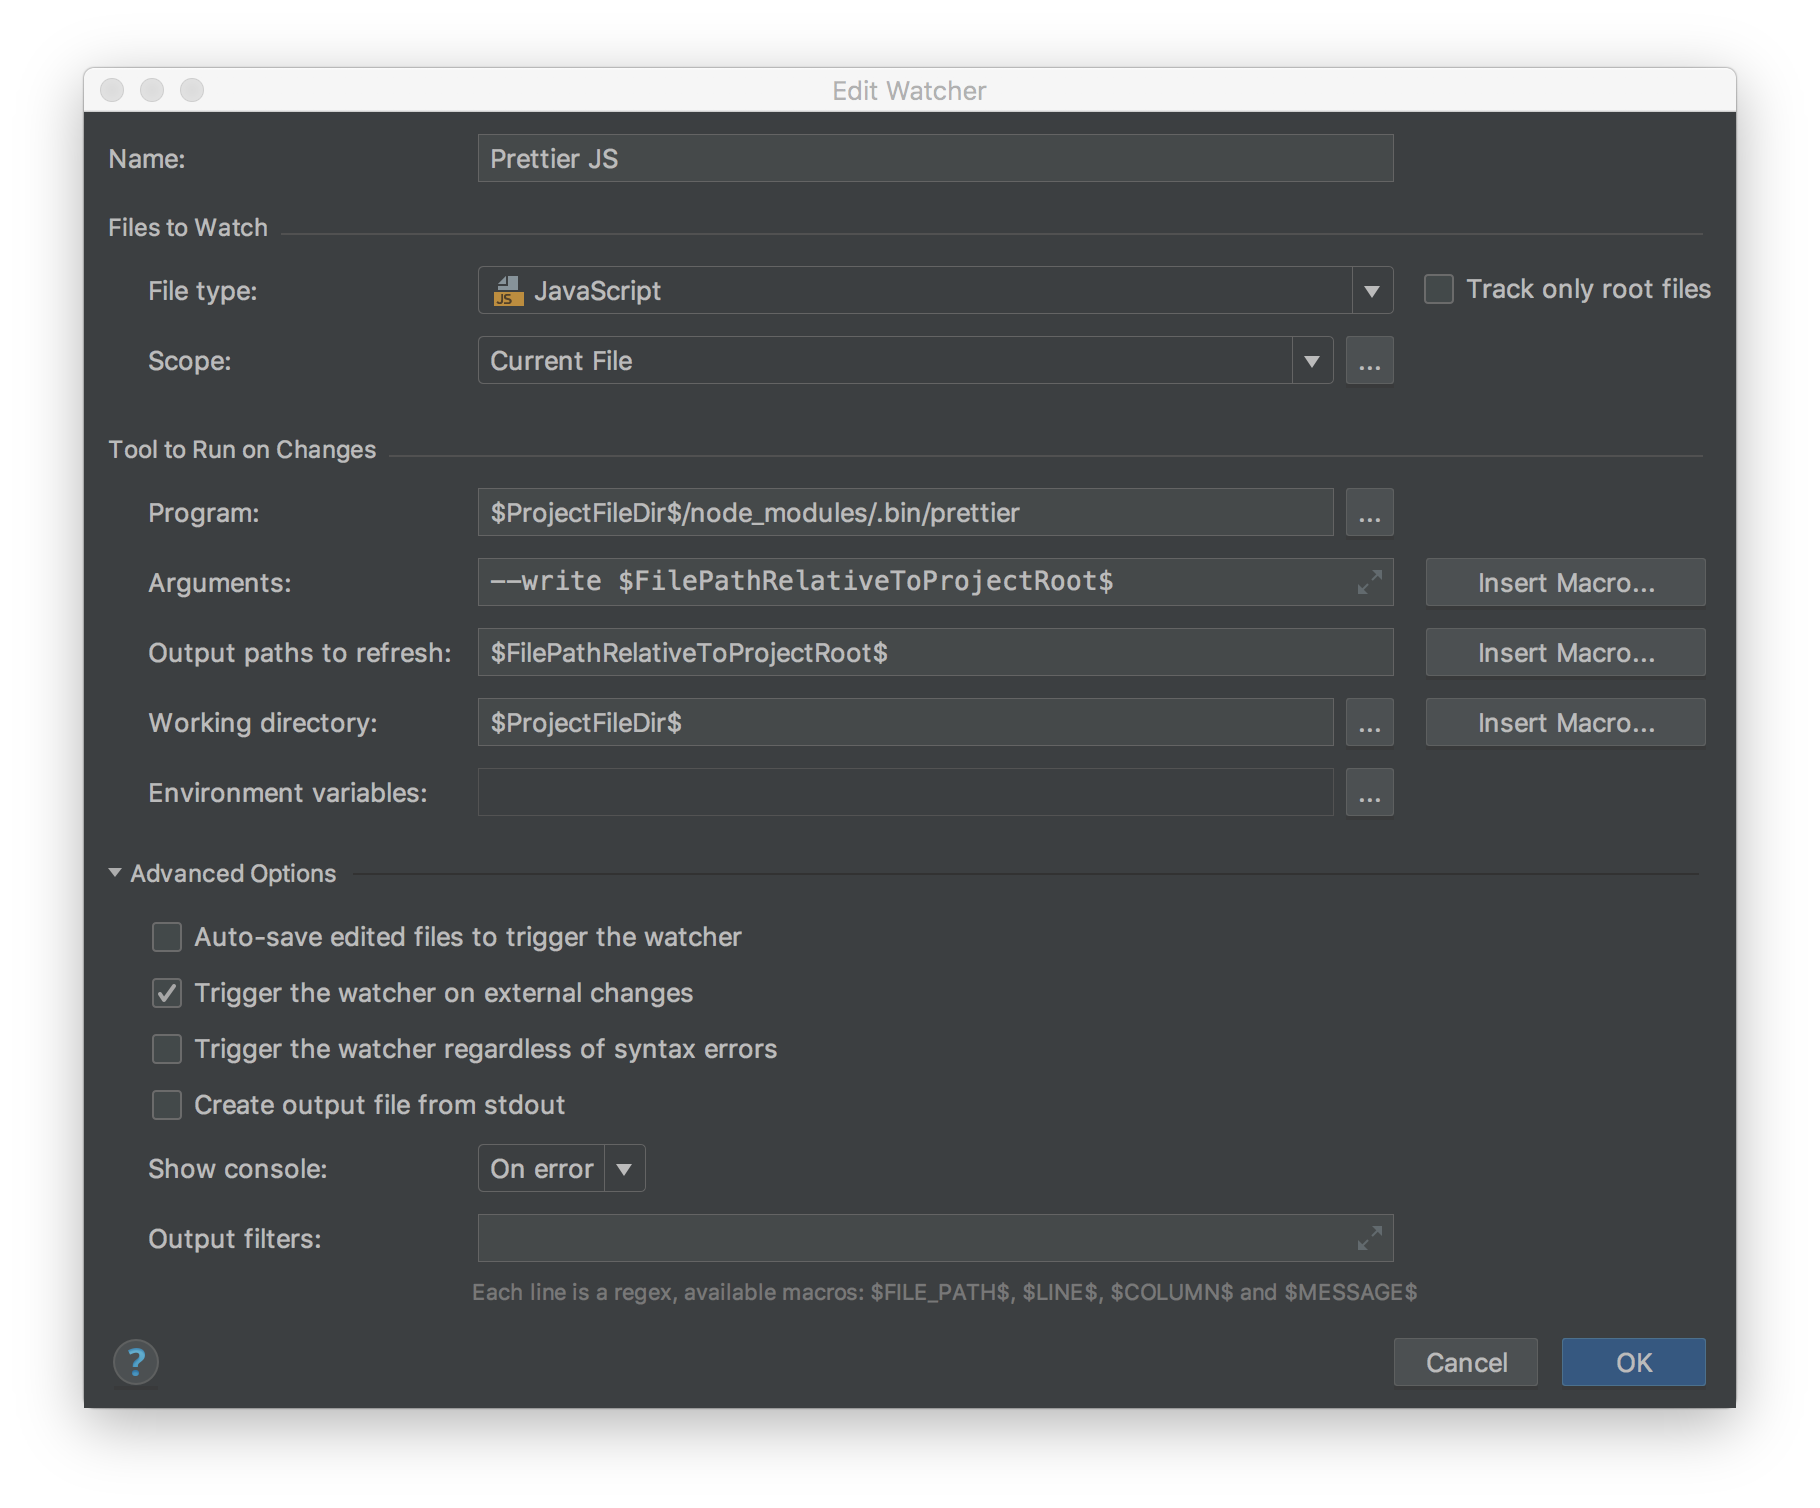 Edit Watcher
Name: Prettier JS
Files to Watch
File type: JS JavaScript Track only root files
Scope: Current File ...
Tool to Run on Changes
Program: $ProjectFileDir$/node_modules/.bin/prettier ...
Arguments: --write $FilePathRelativeToProjectRoot$ Insert Macro...
Output paths to refresh: $FilePathRelativeToProjectRoot$ Insert Macro...
Working directory: $ProjectFileDir$ ... Insert Macro...
Environment variables: ...
Advanced Options
Auto-save edited files to trigger the watcher
Trigger the watcher on external changes
Trigger the watcher regardless of syntax errors
Create output file from stdout
Show console: On error
Output filters:
Each line is a regex, available macros: $FILE_PATH$, $LINE$, $COLUMN$ and $MESSAGE$
? Cancel OK